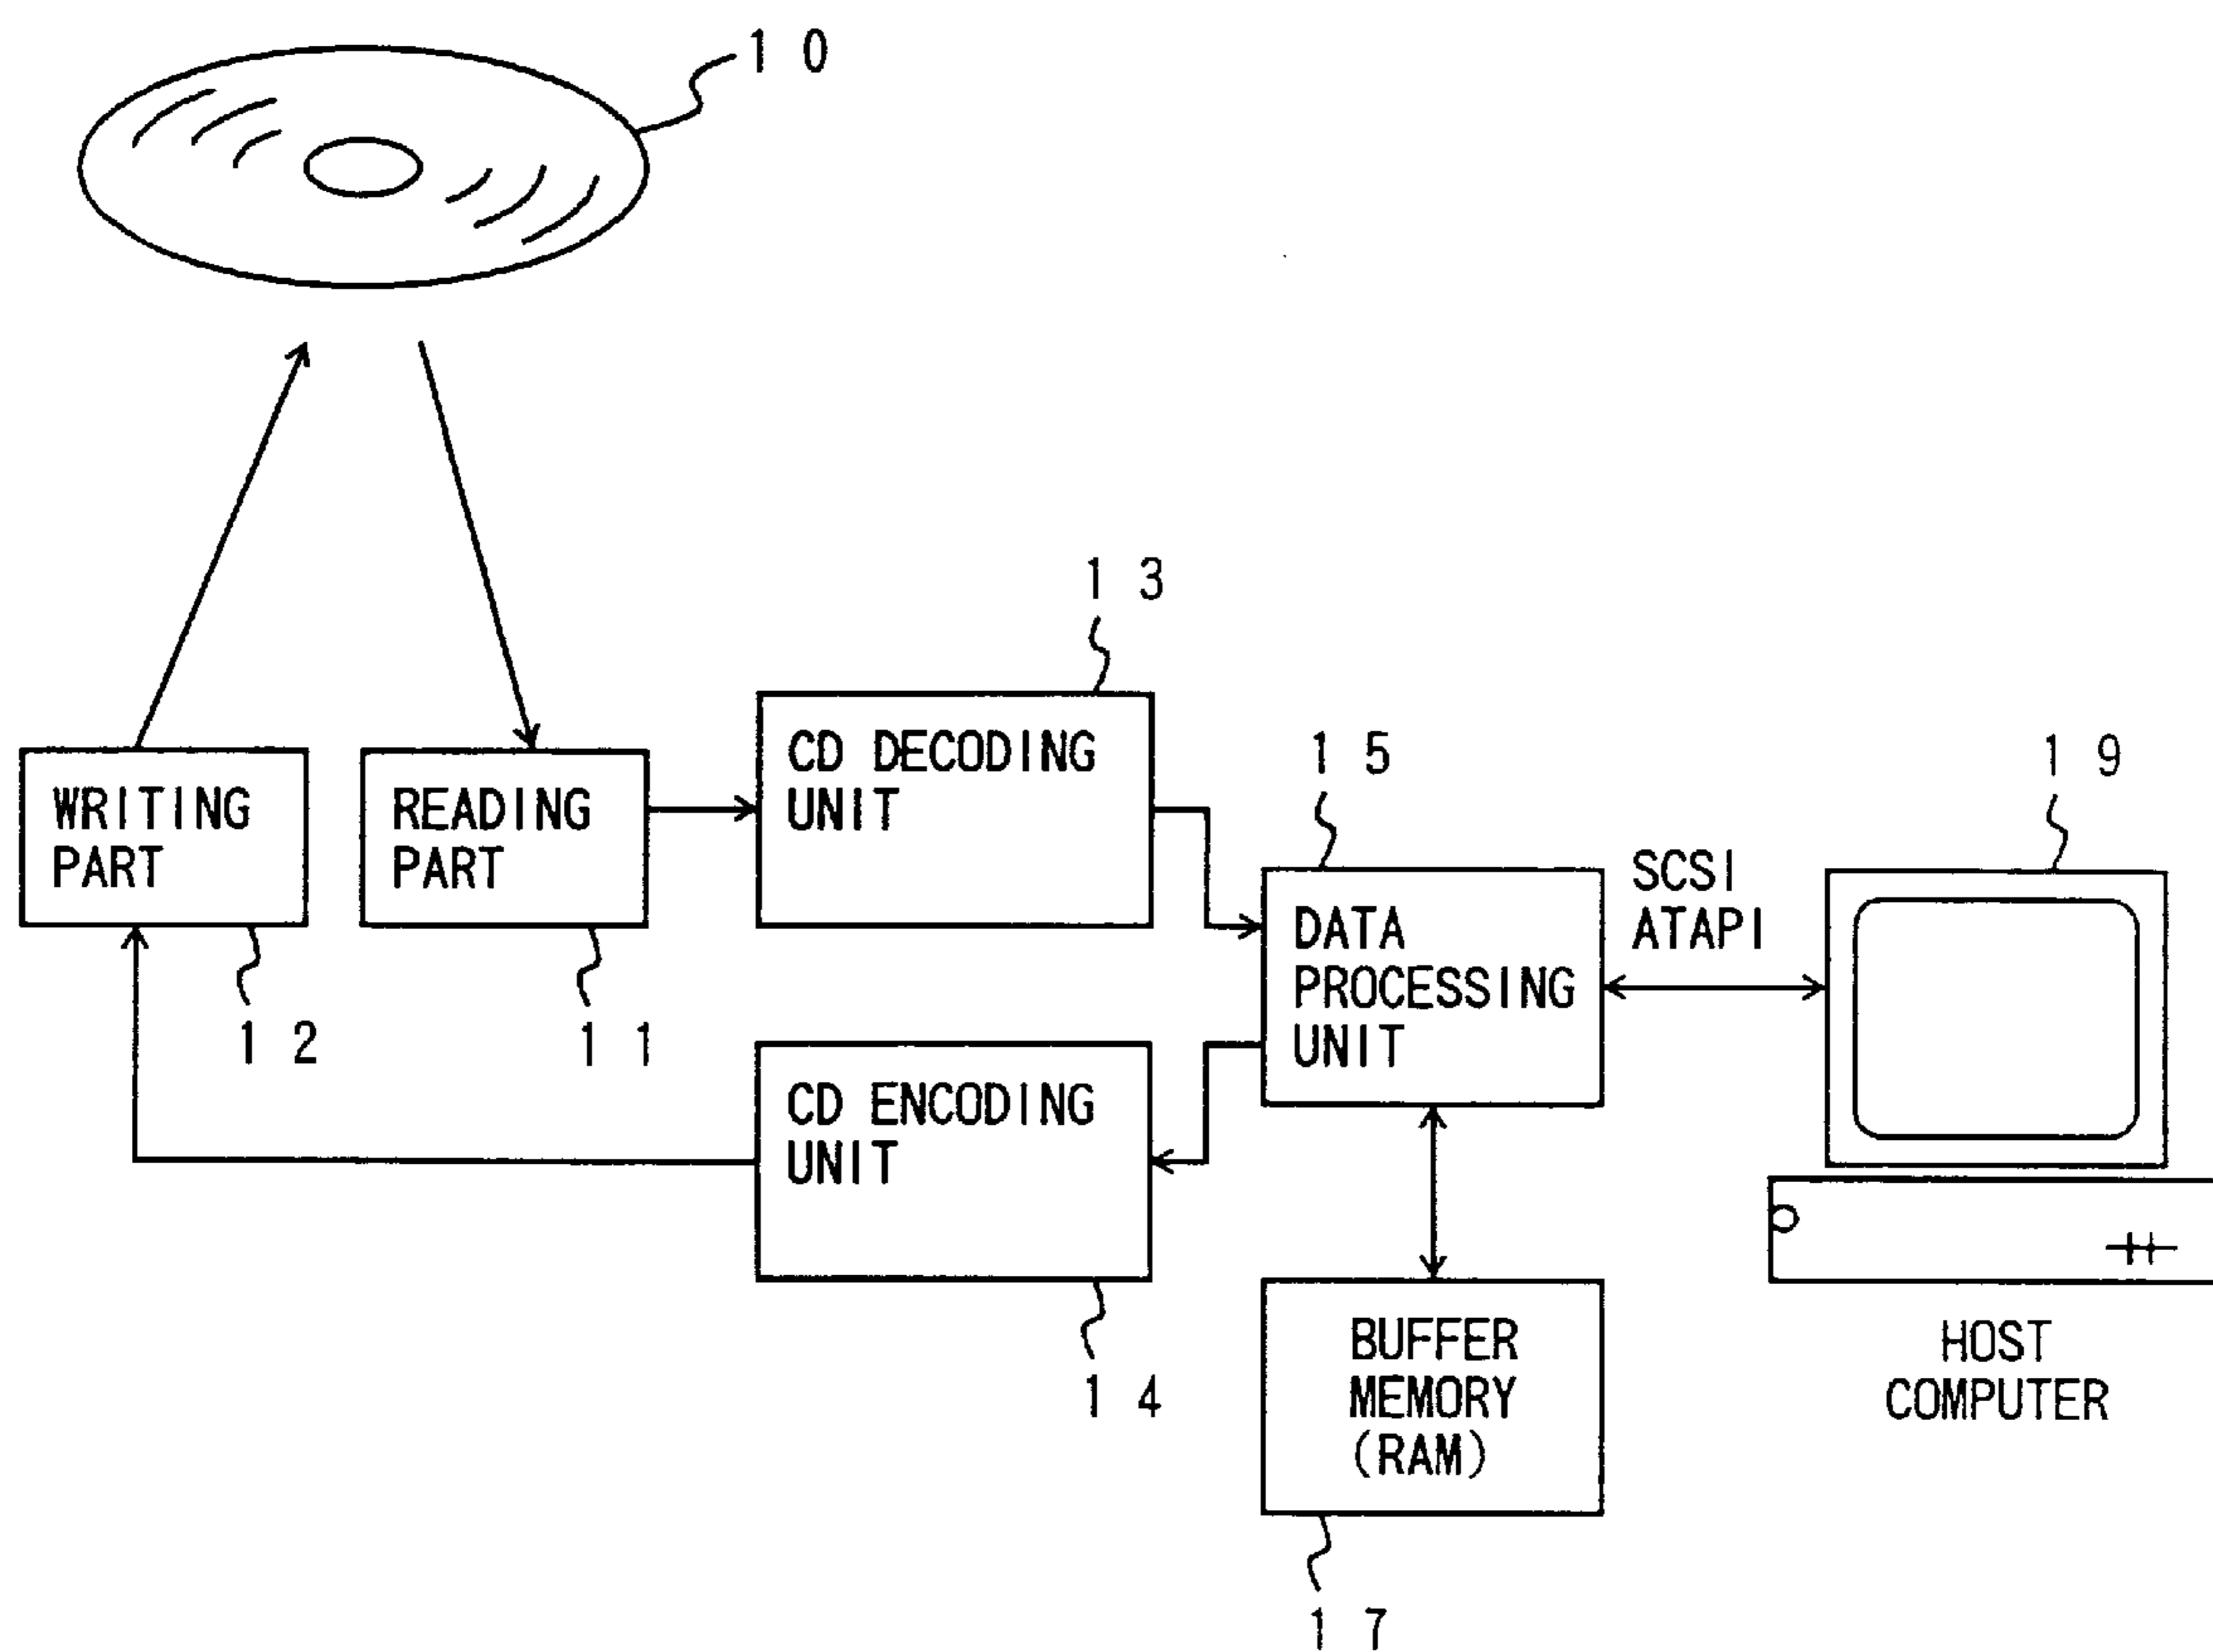 10
13
CD DECODING
UNIT
15
19
WRITING
PART
READING
PART
SCSI
ATAPI
DATA
PROCESSING
UNIT
12
11
CD ENCODING
UNIT
14
BUFFER
MEMORY
(RAM)
HOST
COMPUTER
17